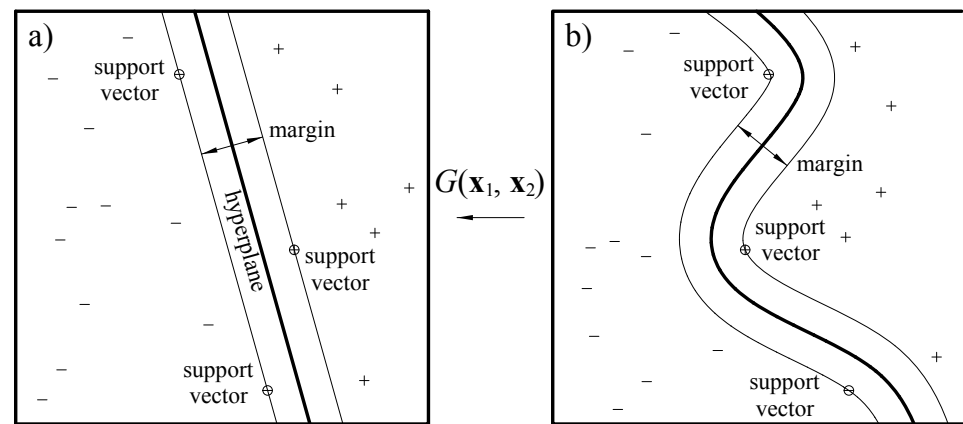 a)
support
vector
margin
hyperplane
support
vector
support
vector
G(x₁, x₂)
b)
support
vector
margin
support
vector
support
vector